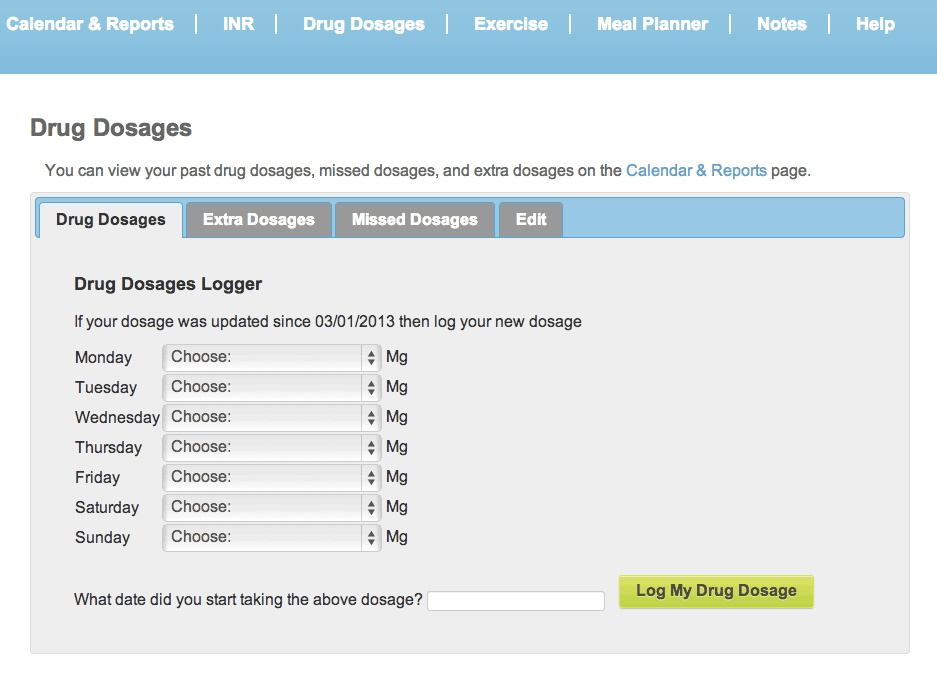 Calendar & Reports | INR | Drug Dosages | Exercise | Meal Planner | Notes | Help
Drug Dosages
You can view your past drug dosages, missed dosages, and extra dosages on the Calendar & Reports page.
Drug Dosages Extra Dosages Missed Dosages Edit
Drug Dosages Logger
If your dosage was updated since 03/01/2013 then log your new dosage
Monday Choose: Mg
Tuesday Choose: Mg
Wednesday Choose: Mg
Thursday Choose: Mg
Friday Choose: Mg
Saturday Choose: Mg
Sunday Choose: Mg
What date did you start taking the above dosage? Log My Drug Dosage